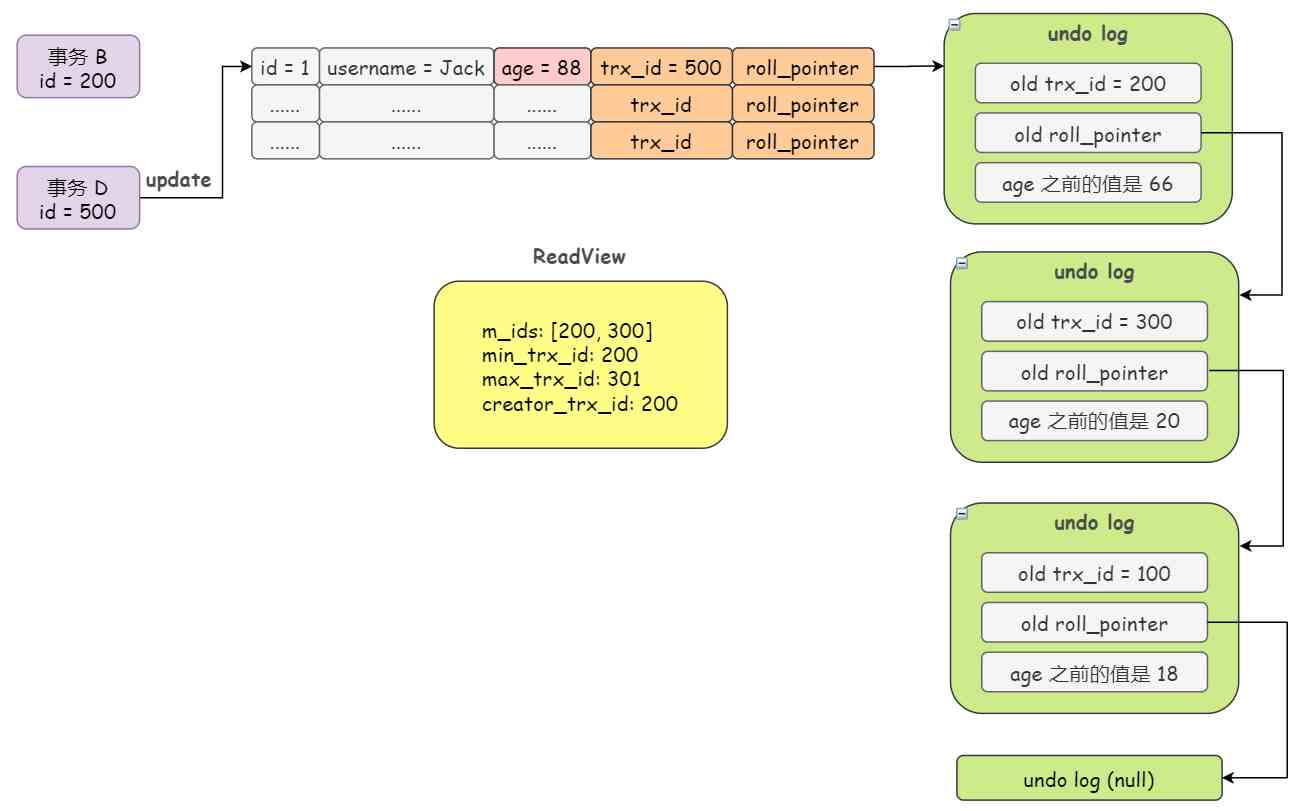 事务 B
id = 200
事务 D
id = 500
update
id = 1 username = Jack age = 88 trx_id = 500 roll_pointer
...... ...... ...... trx_id roll_pointer
...... ...... ...... trx_id roll_pointer
ReadView
m_ids: [200, 300]
min_trx_id: 200
max_trx_id: 301
creator_trx_id: 200
undo log
old trx_id = 200
old roll_pointer
age 之前的值是 66
undo log
old trx_id = 300
old roll_pointer
age 之前的值是 20
undo log
old trx_id = 100
old roll_pointer
age 之前的值是 18
undo log (null)